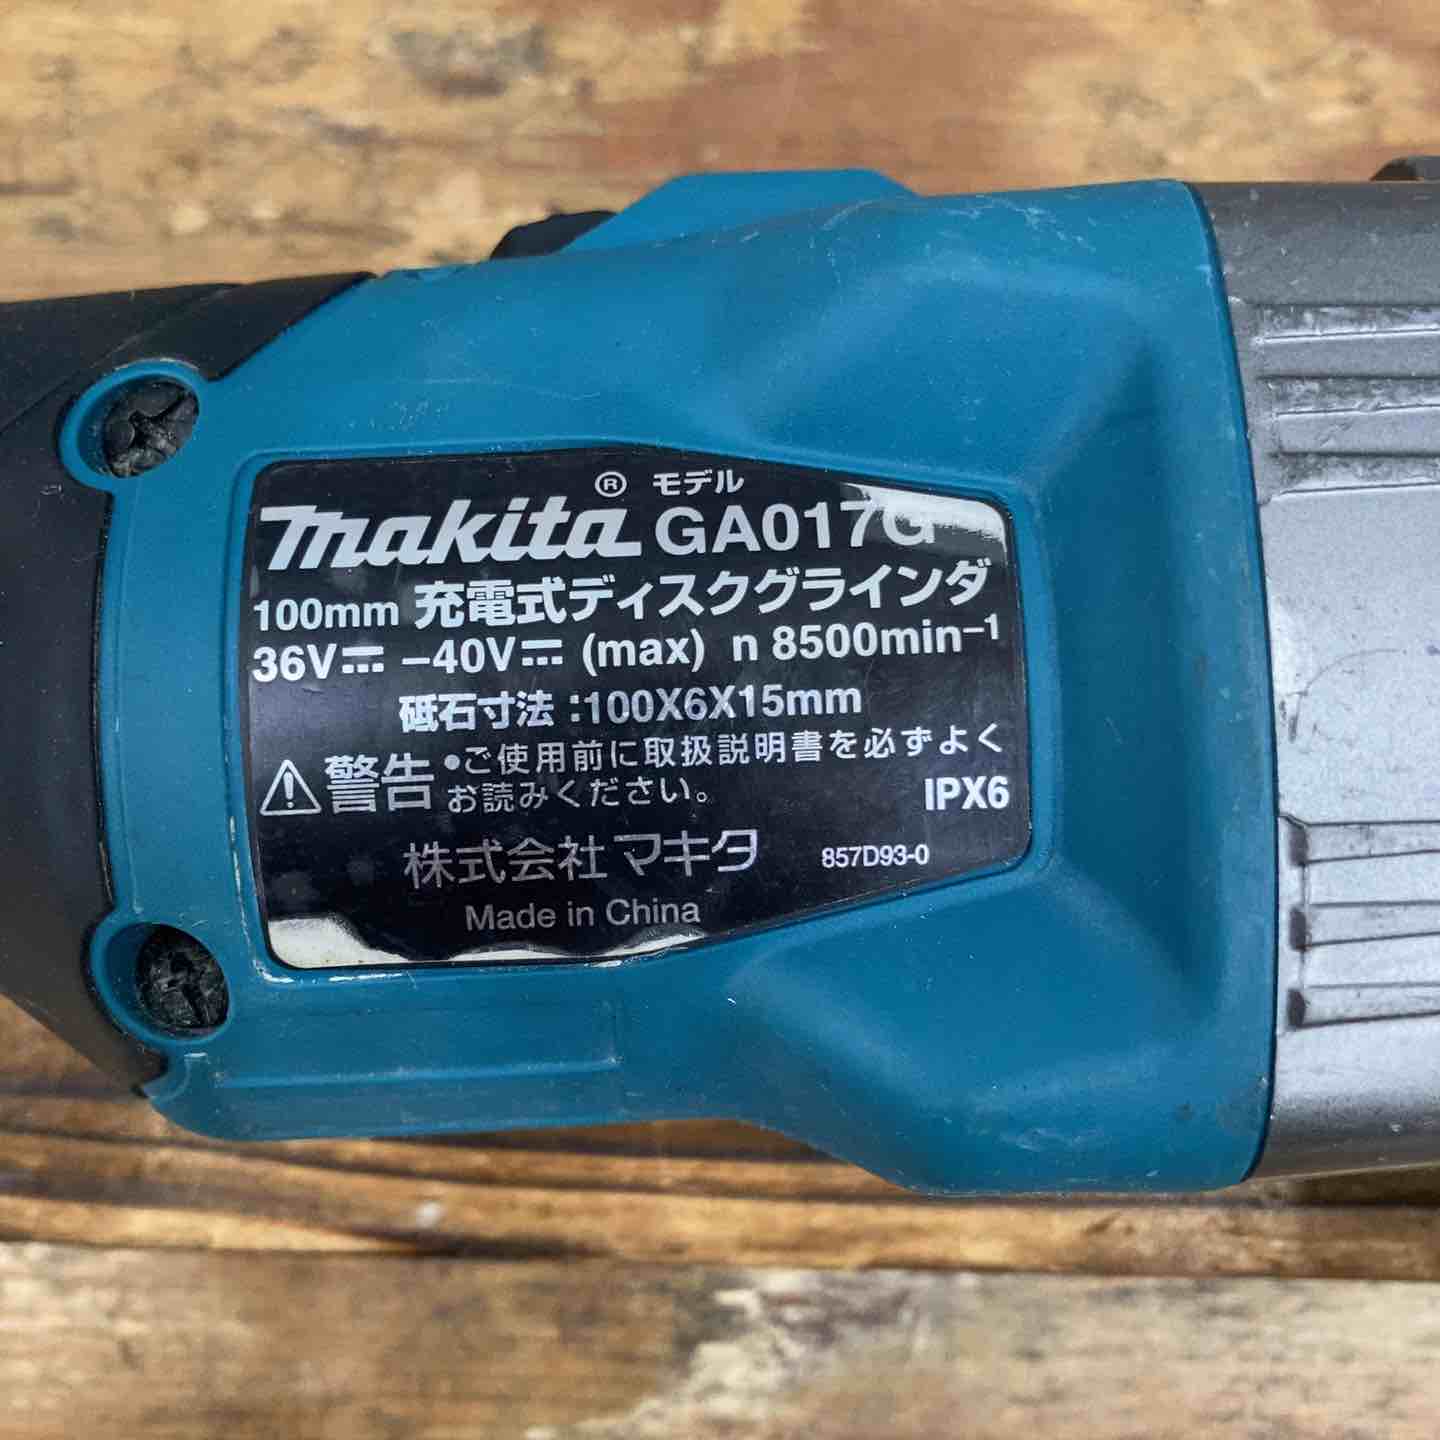 makita® モデル GA017G
100mm 充電式ディスクグラインダ
36V⎓ -40V⎓ (max) n 8500min⁻¹
砥石寸法:100X6X15mm
⚠警告 •ご使用前に取扱説明書を必ずよく
お読みください。
IPX6
株式会社マキタ 857D93-0
Made in China